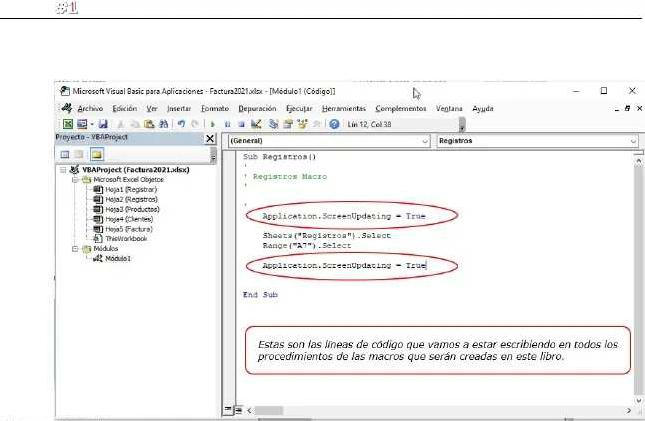 31
Microsoft Visual Basic para Aplicaciones - Factura2021.xlsx - [Módulo1 (Código)]
Archivo Edición Ver Insertar Formato Depuración Ejecutar Herramientas Complementos Ventana Ayuda
Lín 12, Col 38
Proyecto - VBAProject
(General) Registros
VBAProject (Factura2021.xlsx)
Microsoft Excel Objetos
Hoja1 (Registrar)
Hoja2 (Registros)
Hoja3 (Productos)
Hoja4 (Clientes)
Hoja5 (Factura)
ThisWorkbook
Módulos
Módulo1
Sub Registros()
'
' Registros Macro
'
'
Application.ScreenUpdating = True
Sheets("Registros").Select
Range("A7").Select
Application.ScreenUpdating = True
End Sub
Estas son las líneas de código que vamos a estar escribiendo en todos los
procedimientos de las macros que serán creadas en este libro.